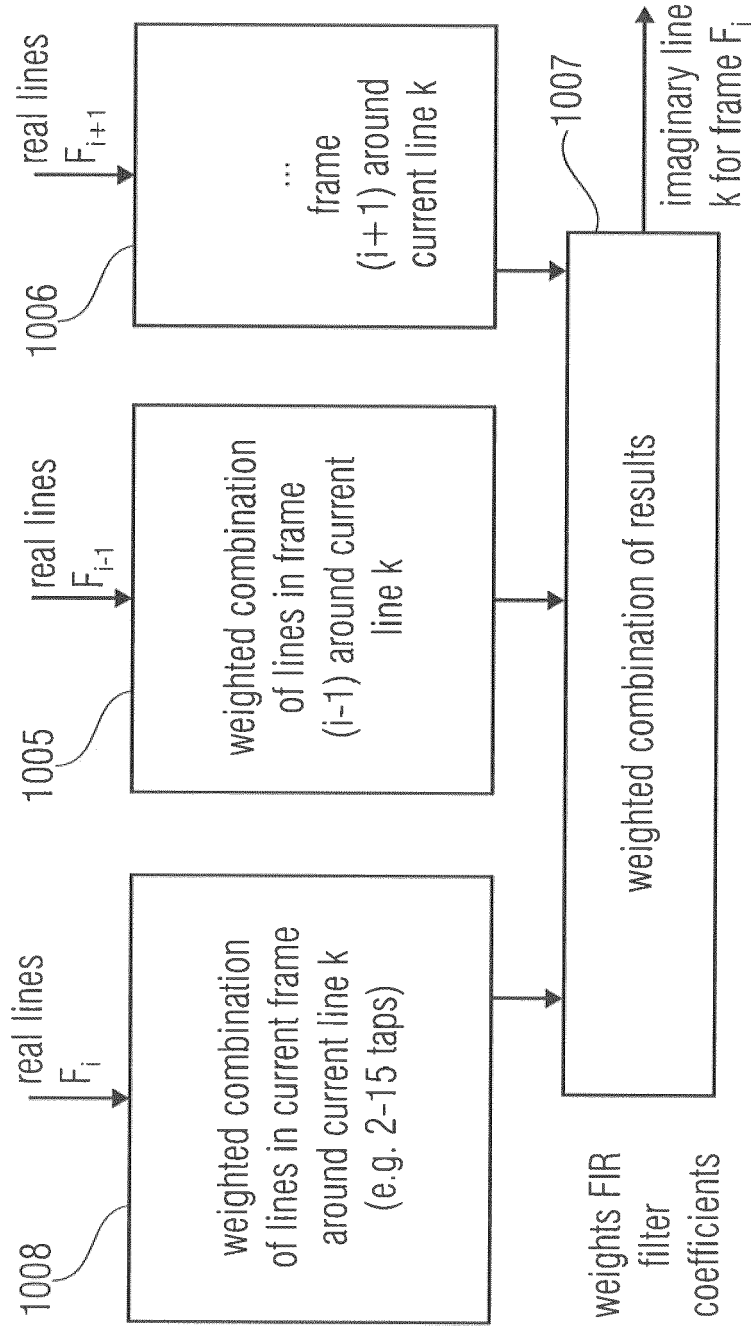 real lines
F_i
1008
weighted combination
of lines in current frame
around current line k
(e.g. 2-15 taps)
real lines
F_{i-1}
1005
weighted combination
of lines in frame
(i-1) around current
line k
real lines
F_{i+1}
1006
...
frame
(i+1) around
current line k
1007
weighted combination of results
weights FIR
filter
coefficients
imaginary line
k for frame F_i